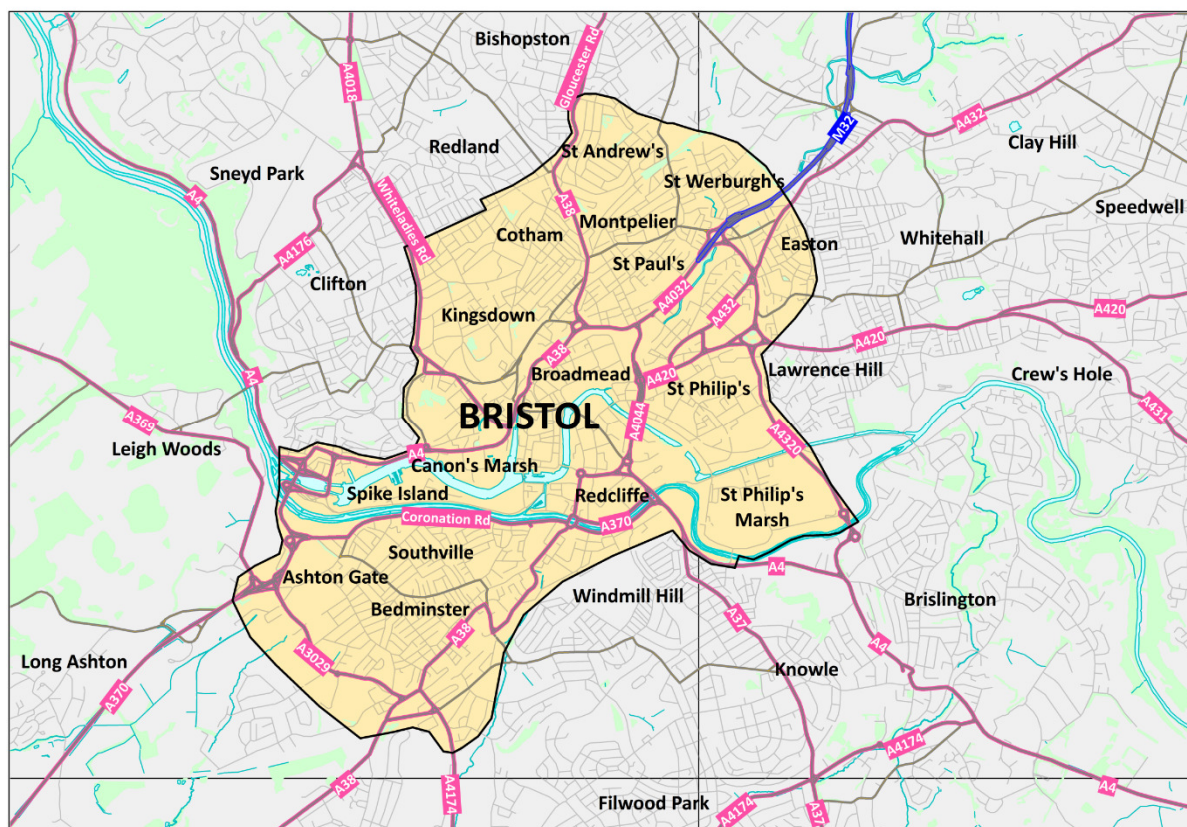 Bishopston
Gloucester Rd
A4018
M32
A432
Clay Hill
St Andrew's
Redland
Sneyd Park
St Werburgh's
A4
Whiteladies Rd
A38
Speedwell
Montpelier
Cotham
Easton
Whitehall
A4176
St Paul's
Clifton
A4032
Kingsdown
A432
A420
A420
A38
Broadmead
A420
St Philip's
Lawrence Hill
Crew's Hole
A4
A369
BRISTOL
A4044
A431
A4320
Leigh Woods
A4
Canon's Marsh
Spike Island
Redcliffe
St Philip's
Marsh
Coronation Rd
A370
Southville
A4
Ashton Gate
Bedminster
Windmill Hill
Brislington
A37
A38
A4
Long Ashton
A3029
Knowle
A370
A4174
A38
A4174
A4
Filwood Park
A4174
A37